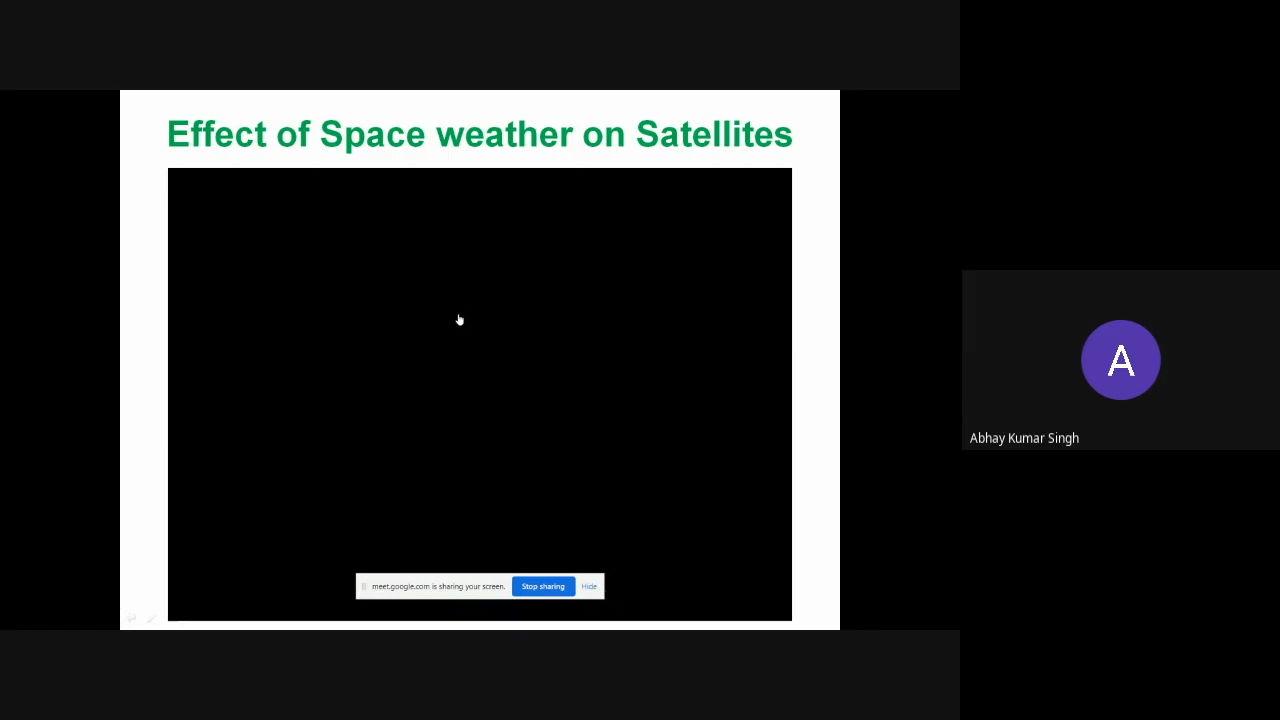 Effect of Space weather on Satellites
A
Abhay Kumar Singh
meet.google.com is sharing your screen. Stop sharing Hide